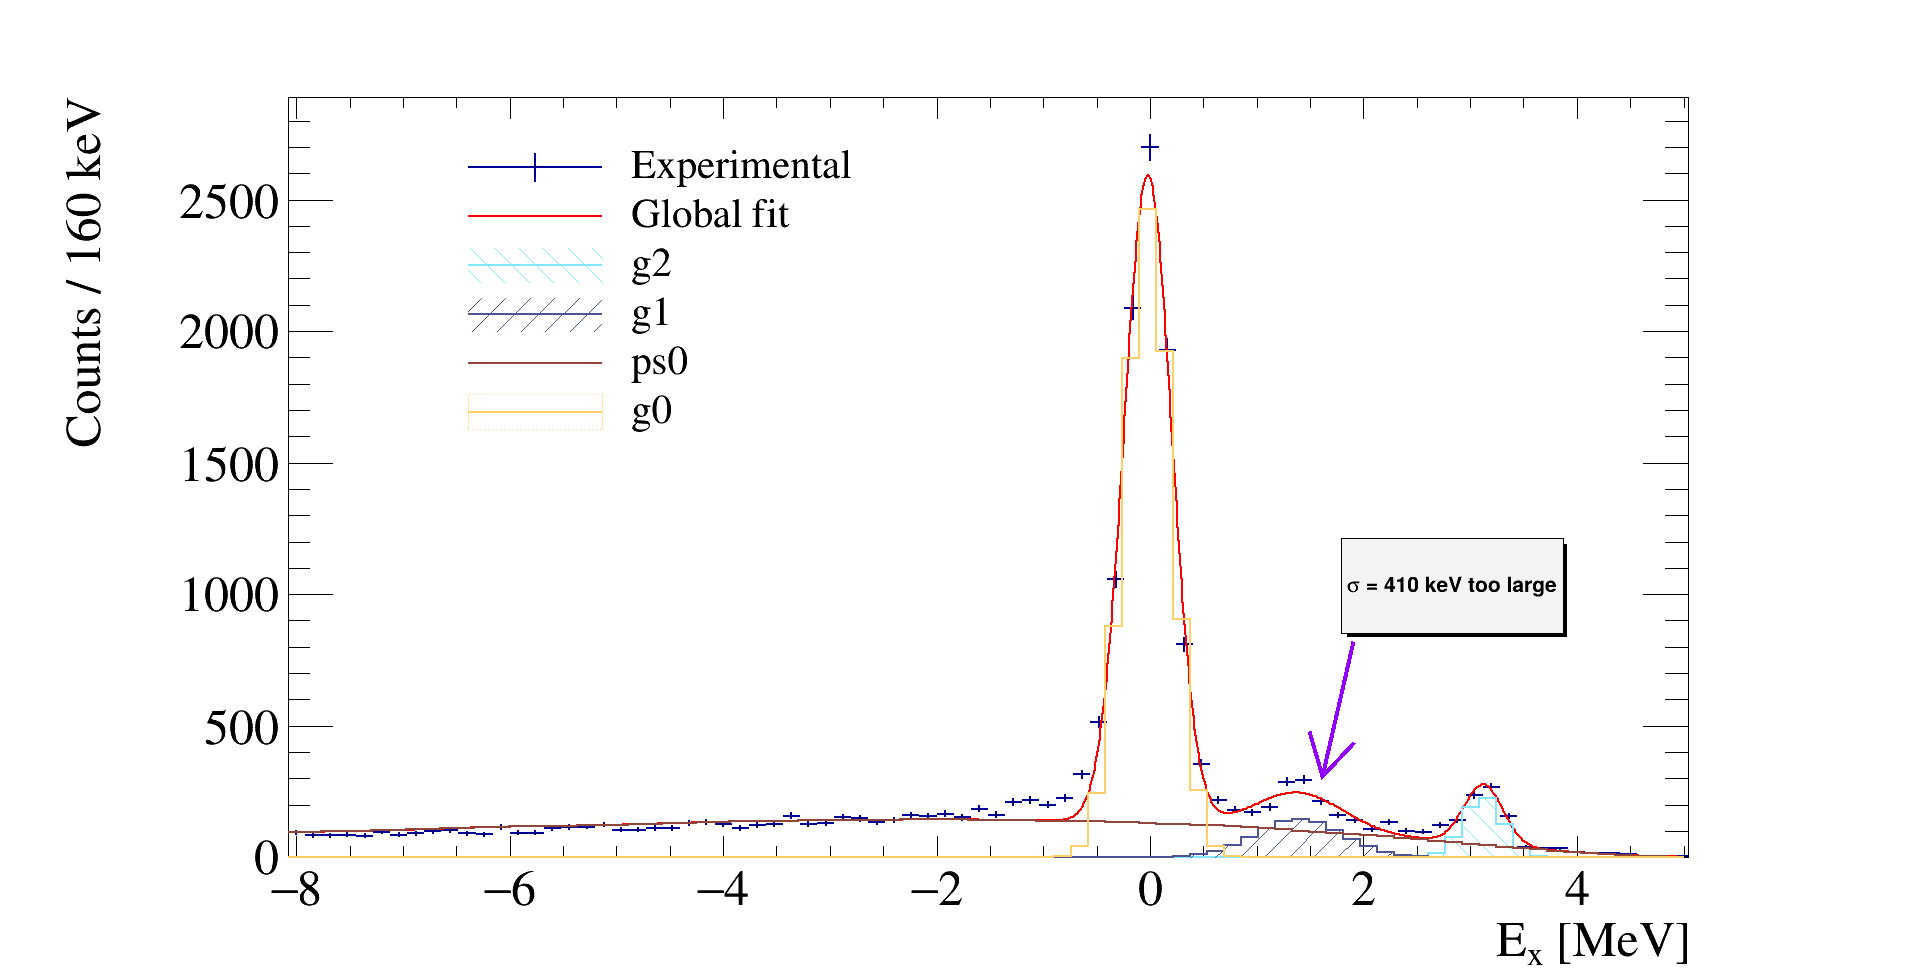 Counts / 160 keV
2500
2000
1500
1000
500
0
Experimental
Global fit
g2
g1
ps0
g0
σ = 410 keV too large
−8 −6 −4 −2 0 2 4
Eₓ [MeV]